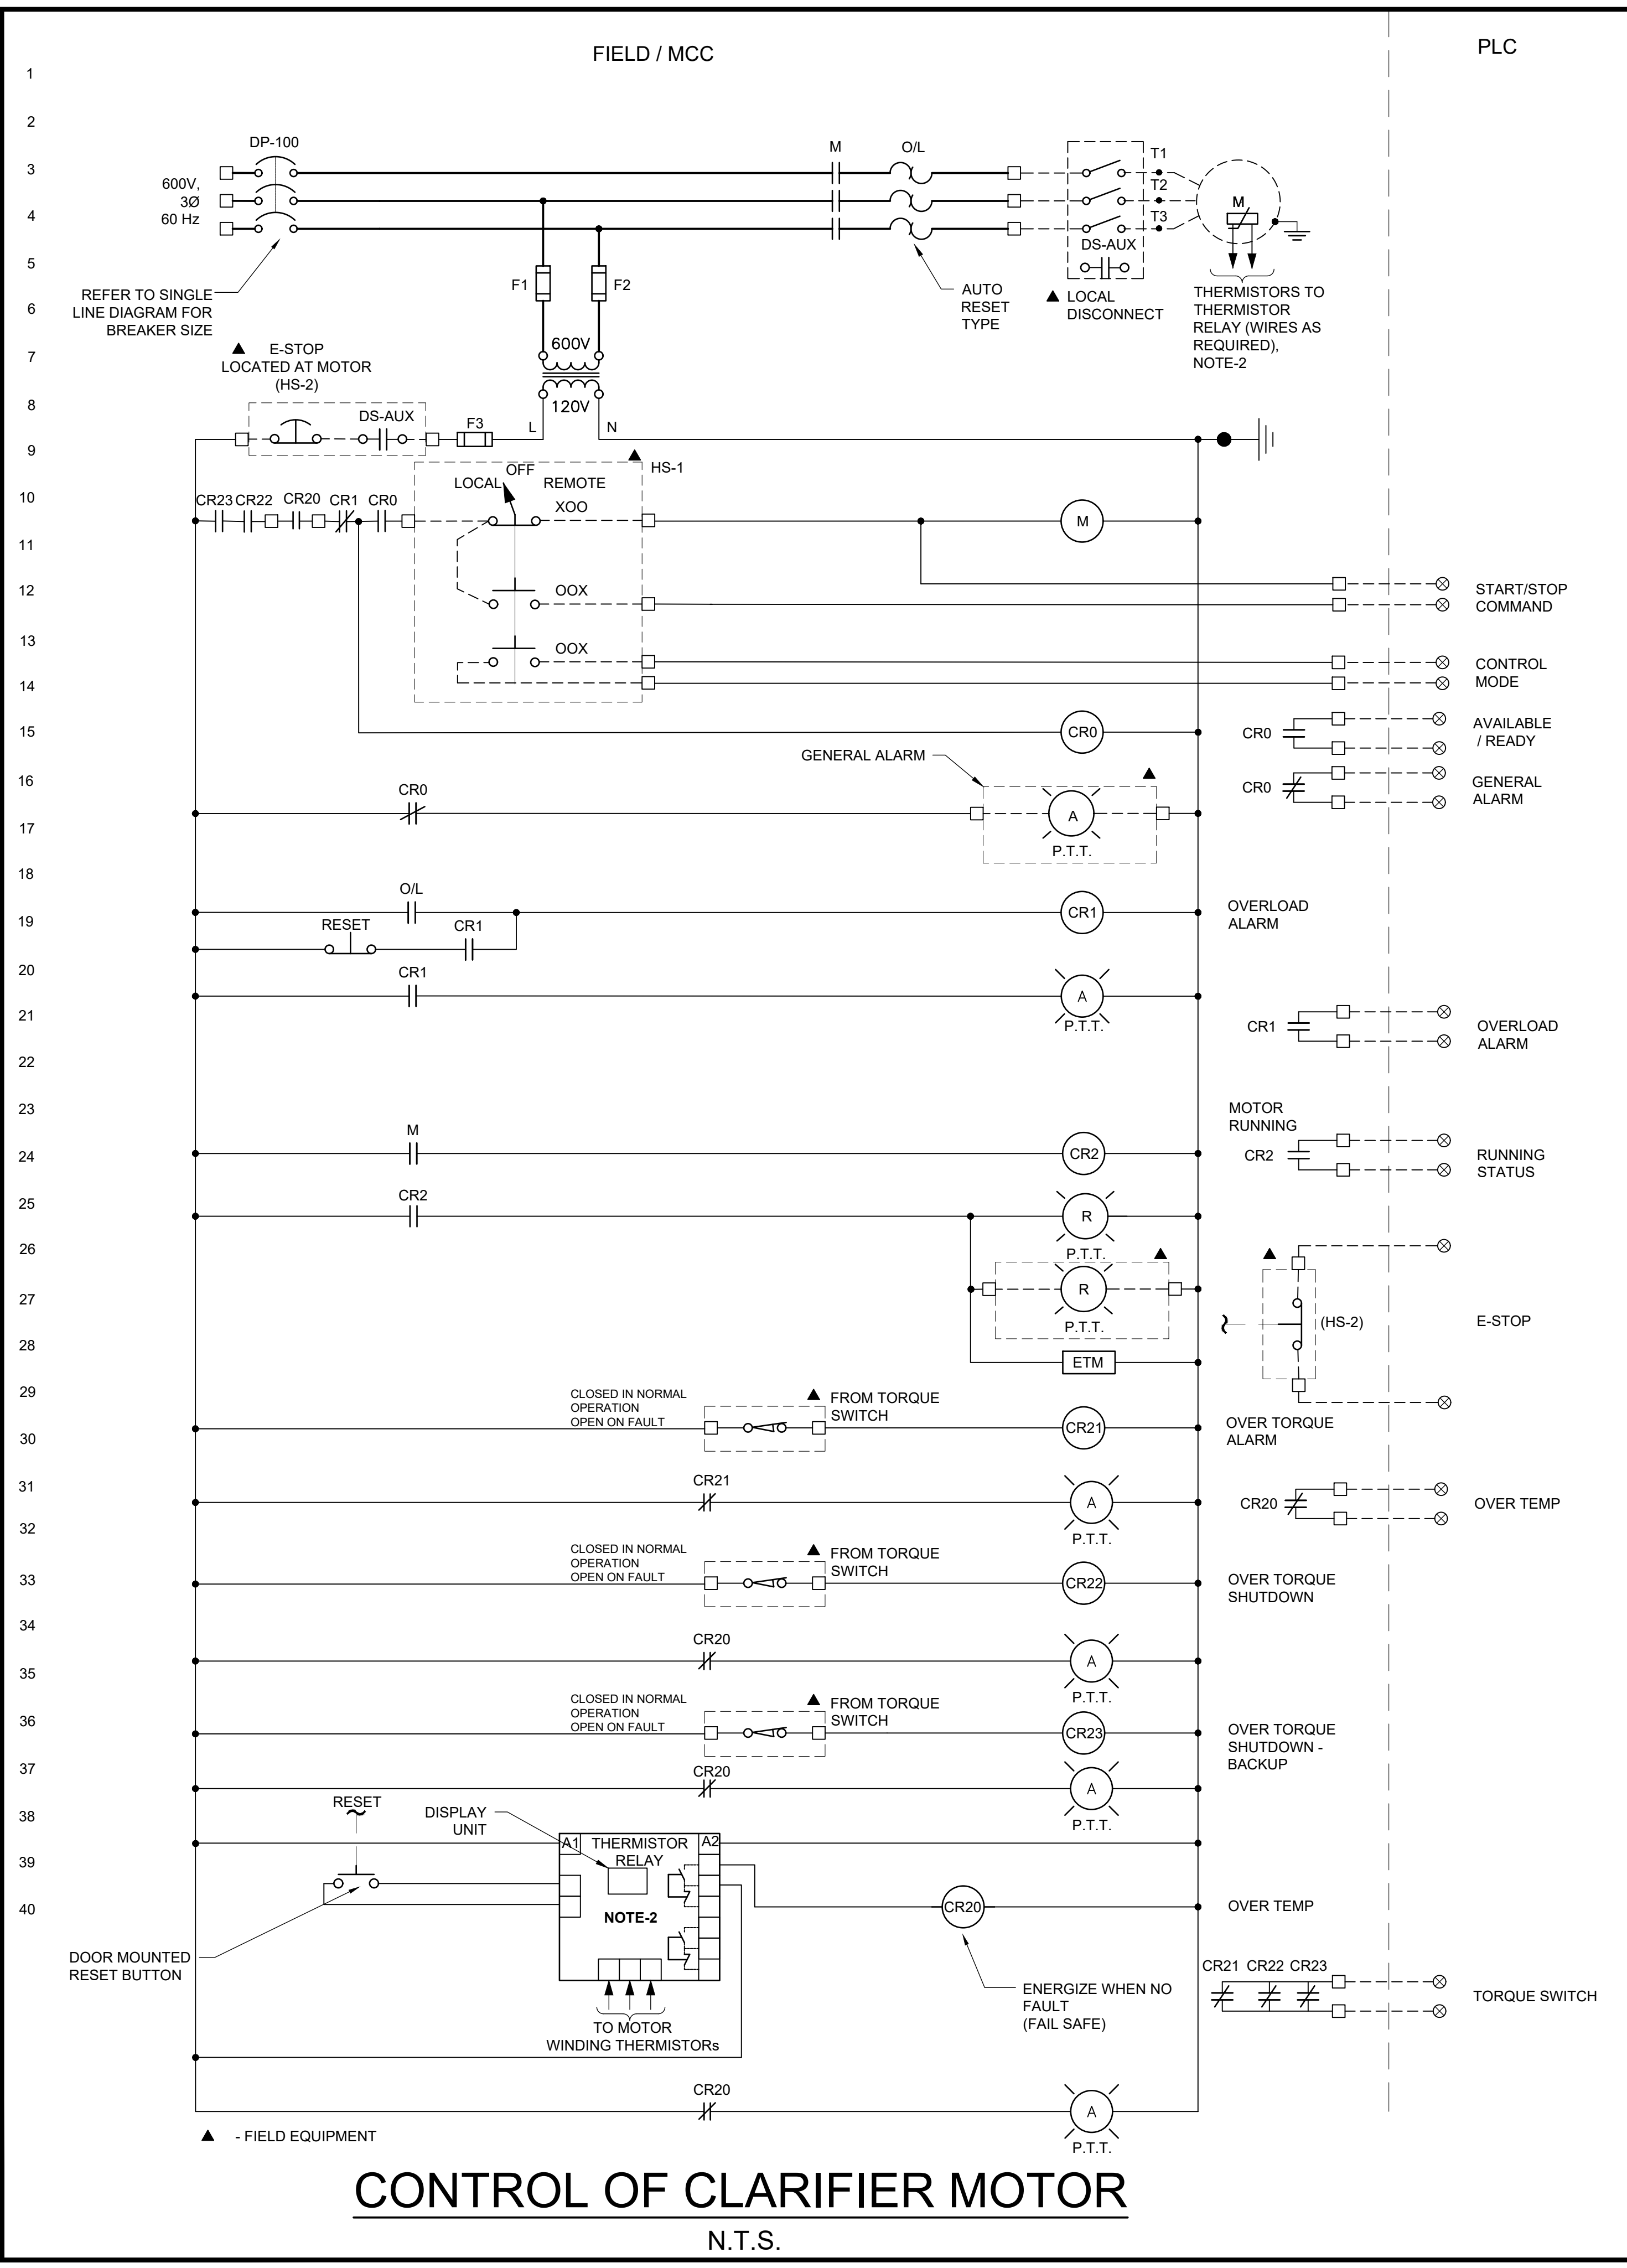 FIELD / MCC
PLC
1
2
DP-100
M
O/L
3
T1
600V,
T2
3Ø
M
4
60 Hz
T3
DS-AUX
5
F1
F2
REFER TO SINGLE
LINE DIAGRAM FOR
BREAKER SIZE
AUTO
RESET
TYPE
LOCAL
DISCONNECT
THERMISTORS TO
THERMISTOR
RELAY (WIRES AS
REQUIRED),
NOTE-2
6
7
600V
E-STOP
LOCATED AT MOTOR
(HS-2)
8
120V
DS-AUX
F3
L
N
9
OFF
HS-1
LOCAL
REMOTE
10
CR23
CR22
CR20
CR1
CR0
XOO
M
11
12
OOX
START/STOP
COMMAND
13
OOX
CONTROL
MODE
14
15
CR0
CR0
AVAILABLE
/ READY
GENERAL ALARM
16
CR0
CR0
GENERAL
ALARM
A
17
P.T.T.
18
O/L
CR1
OVERLOAD
ALARM
19
RESET
CR1
20
CR1
A
21
P.T.T.
CR1
OVERLOAD
ALARM
22
23
MOTOR
RUNNING
M
24
CR2
CR2
RUNNING
STATUS
25
CR2
R
26
P.T.T.
R
27
P.T.T.
(HS-2)
E-STOP
28
ETM
29
CLOSED IN NORMAL
OPERATION
OPEN ON FAULT
FROM TORQUE
SWITCH
CR21
OVER TORQUE
ALARM
30
31
CR21
A
CR20
OVER TEMP
32
P.T.T.
CLOSED IN NORMAL
OPERATION
OPEN ON FAULT
FROM TORQUE
SWITCH
33
CR22
OVER TORQUE
SHUTDOWN
34
CR20
A
35
P.T.T.
CLOSED IN NORMAL
OPERATION
OPEN ON FAULT
FROM TORQUE
SWITCH
36
CR23
OVER TORQUE
SHUTDOWN -
BACKUP
37
CR20
A
RESET
38
DISPLAY
UNIT
P.T.T.
A1
THERMISTOR
RELAY
A2
39
40
NOTE-2
CR20
OVER TEMP
DOOR MOUNTED
RESET BUTTON
CR21
CR22
CR23
ENERGIZE WHEN NO
FAULT
(FAIL SAFE)
TORQUE SWITCH
TO MOTOR
WINDING THERMISTORs
CR20
A
P.T.T.
- FIELD EQUIPMENT
CONTROL OF CLARIFIER MOTOR
N.T.S.